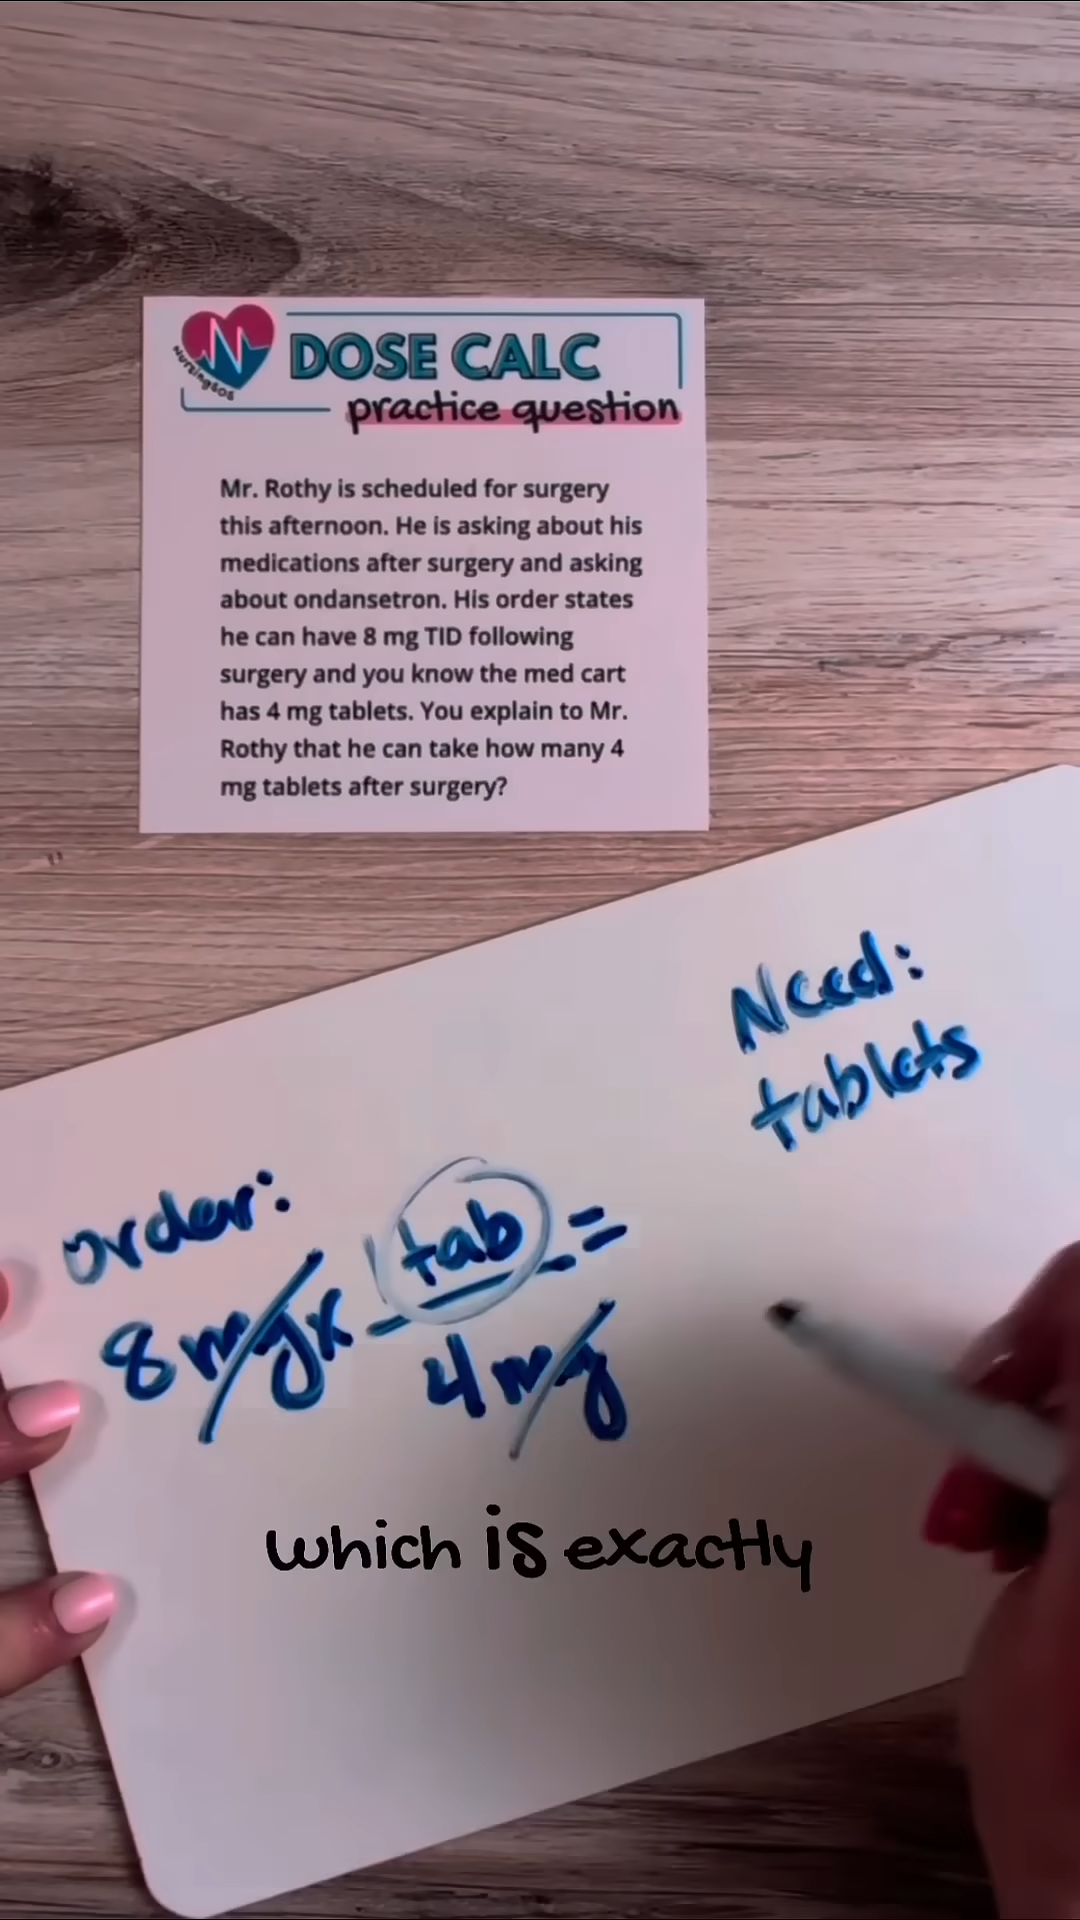 NursingSOS
DOSE CALC
practice question
Mr. Rothy is scheduled for surgery
this afternoon. He is asking about his
medications after surgery and asking
about ondansetron. His order states
he can have 8 mg TID following
surgery and you know the med cart
has 4 mg tablets. You explain to Mr.
Rothy that he can take how many 4
mg tablets after surgery?
Need:
tablets
order:
8 mg x tab =
4 mg
which is exactly